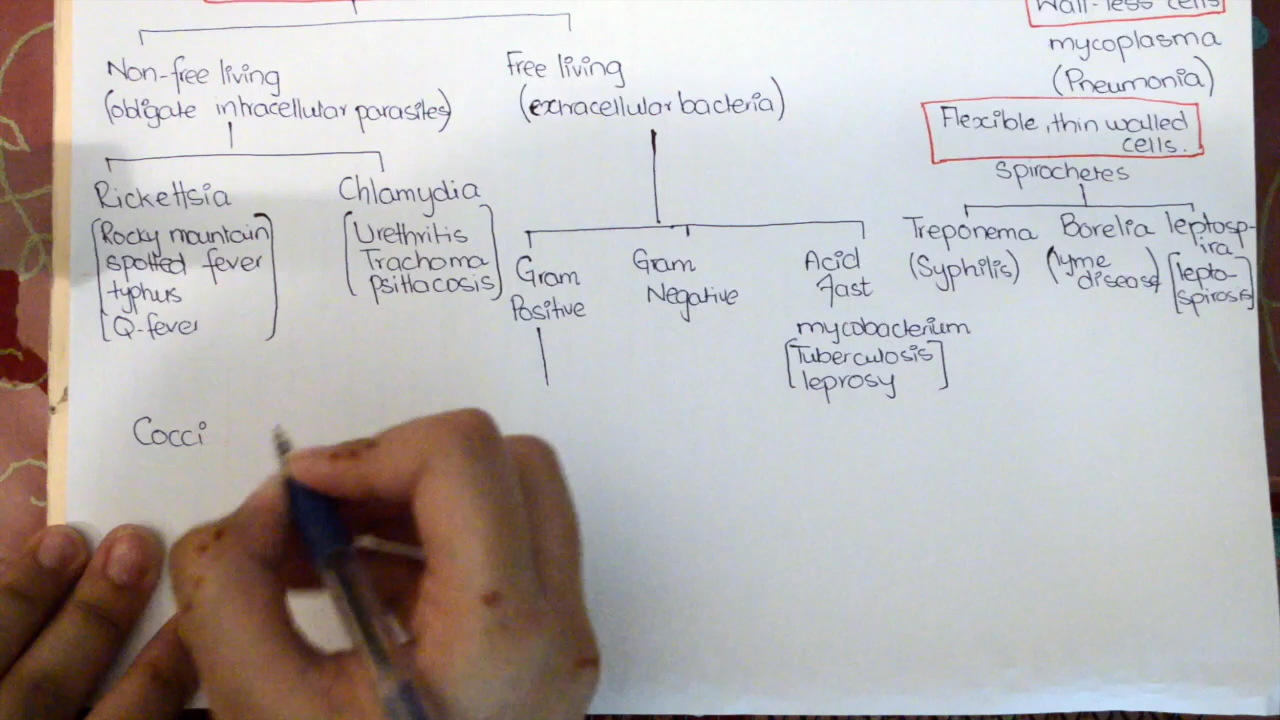 Wall-less cells
mycoplasma
(Pneumonia)
Non-free living
(obligate intracellular parasites)
Free living
(extracellular bacteria)
Flexible, thin walled
cells.
Spirochetes
Rickettsia
[Rocky mountain
spotted fever
typhus
Q-fever]
Chlamydia
[Urethritis
Trachoma
Psittacosis]
Gram
Positive
Gram
Negative
Acid
fast
mycobacterium
[Tuberculosis
leprosy]
Treponema
(Syphilis)
Borelia
(lyme
disease)
leptosp-
ira
[lepto-
spirosis]
Cocci